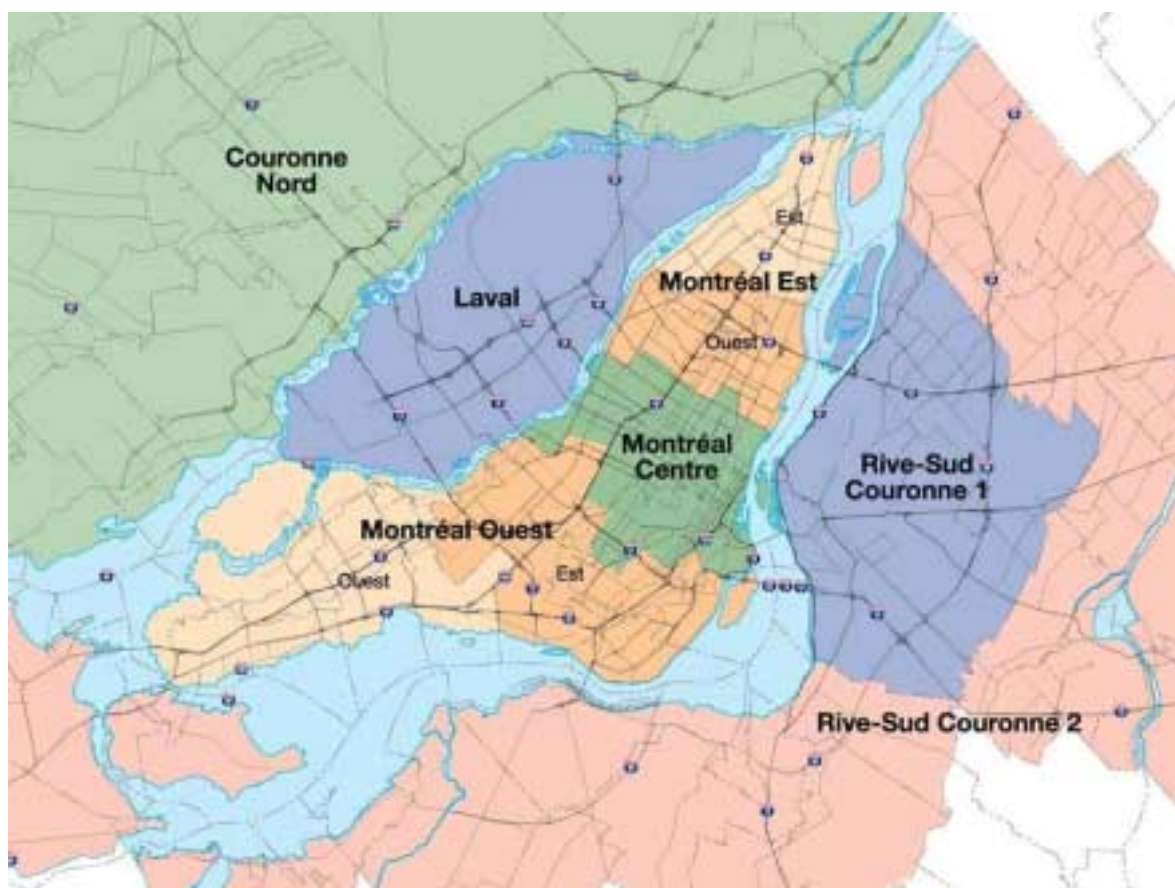 Couronne
Nord
Est
Montréal Est
Laval
Ouest
Montréal
Centre
Rive-Sud
Couronne 1
Montréal Ouest
Ouest
Est
Rive-Sud Couronne 2